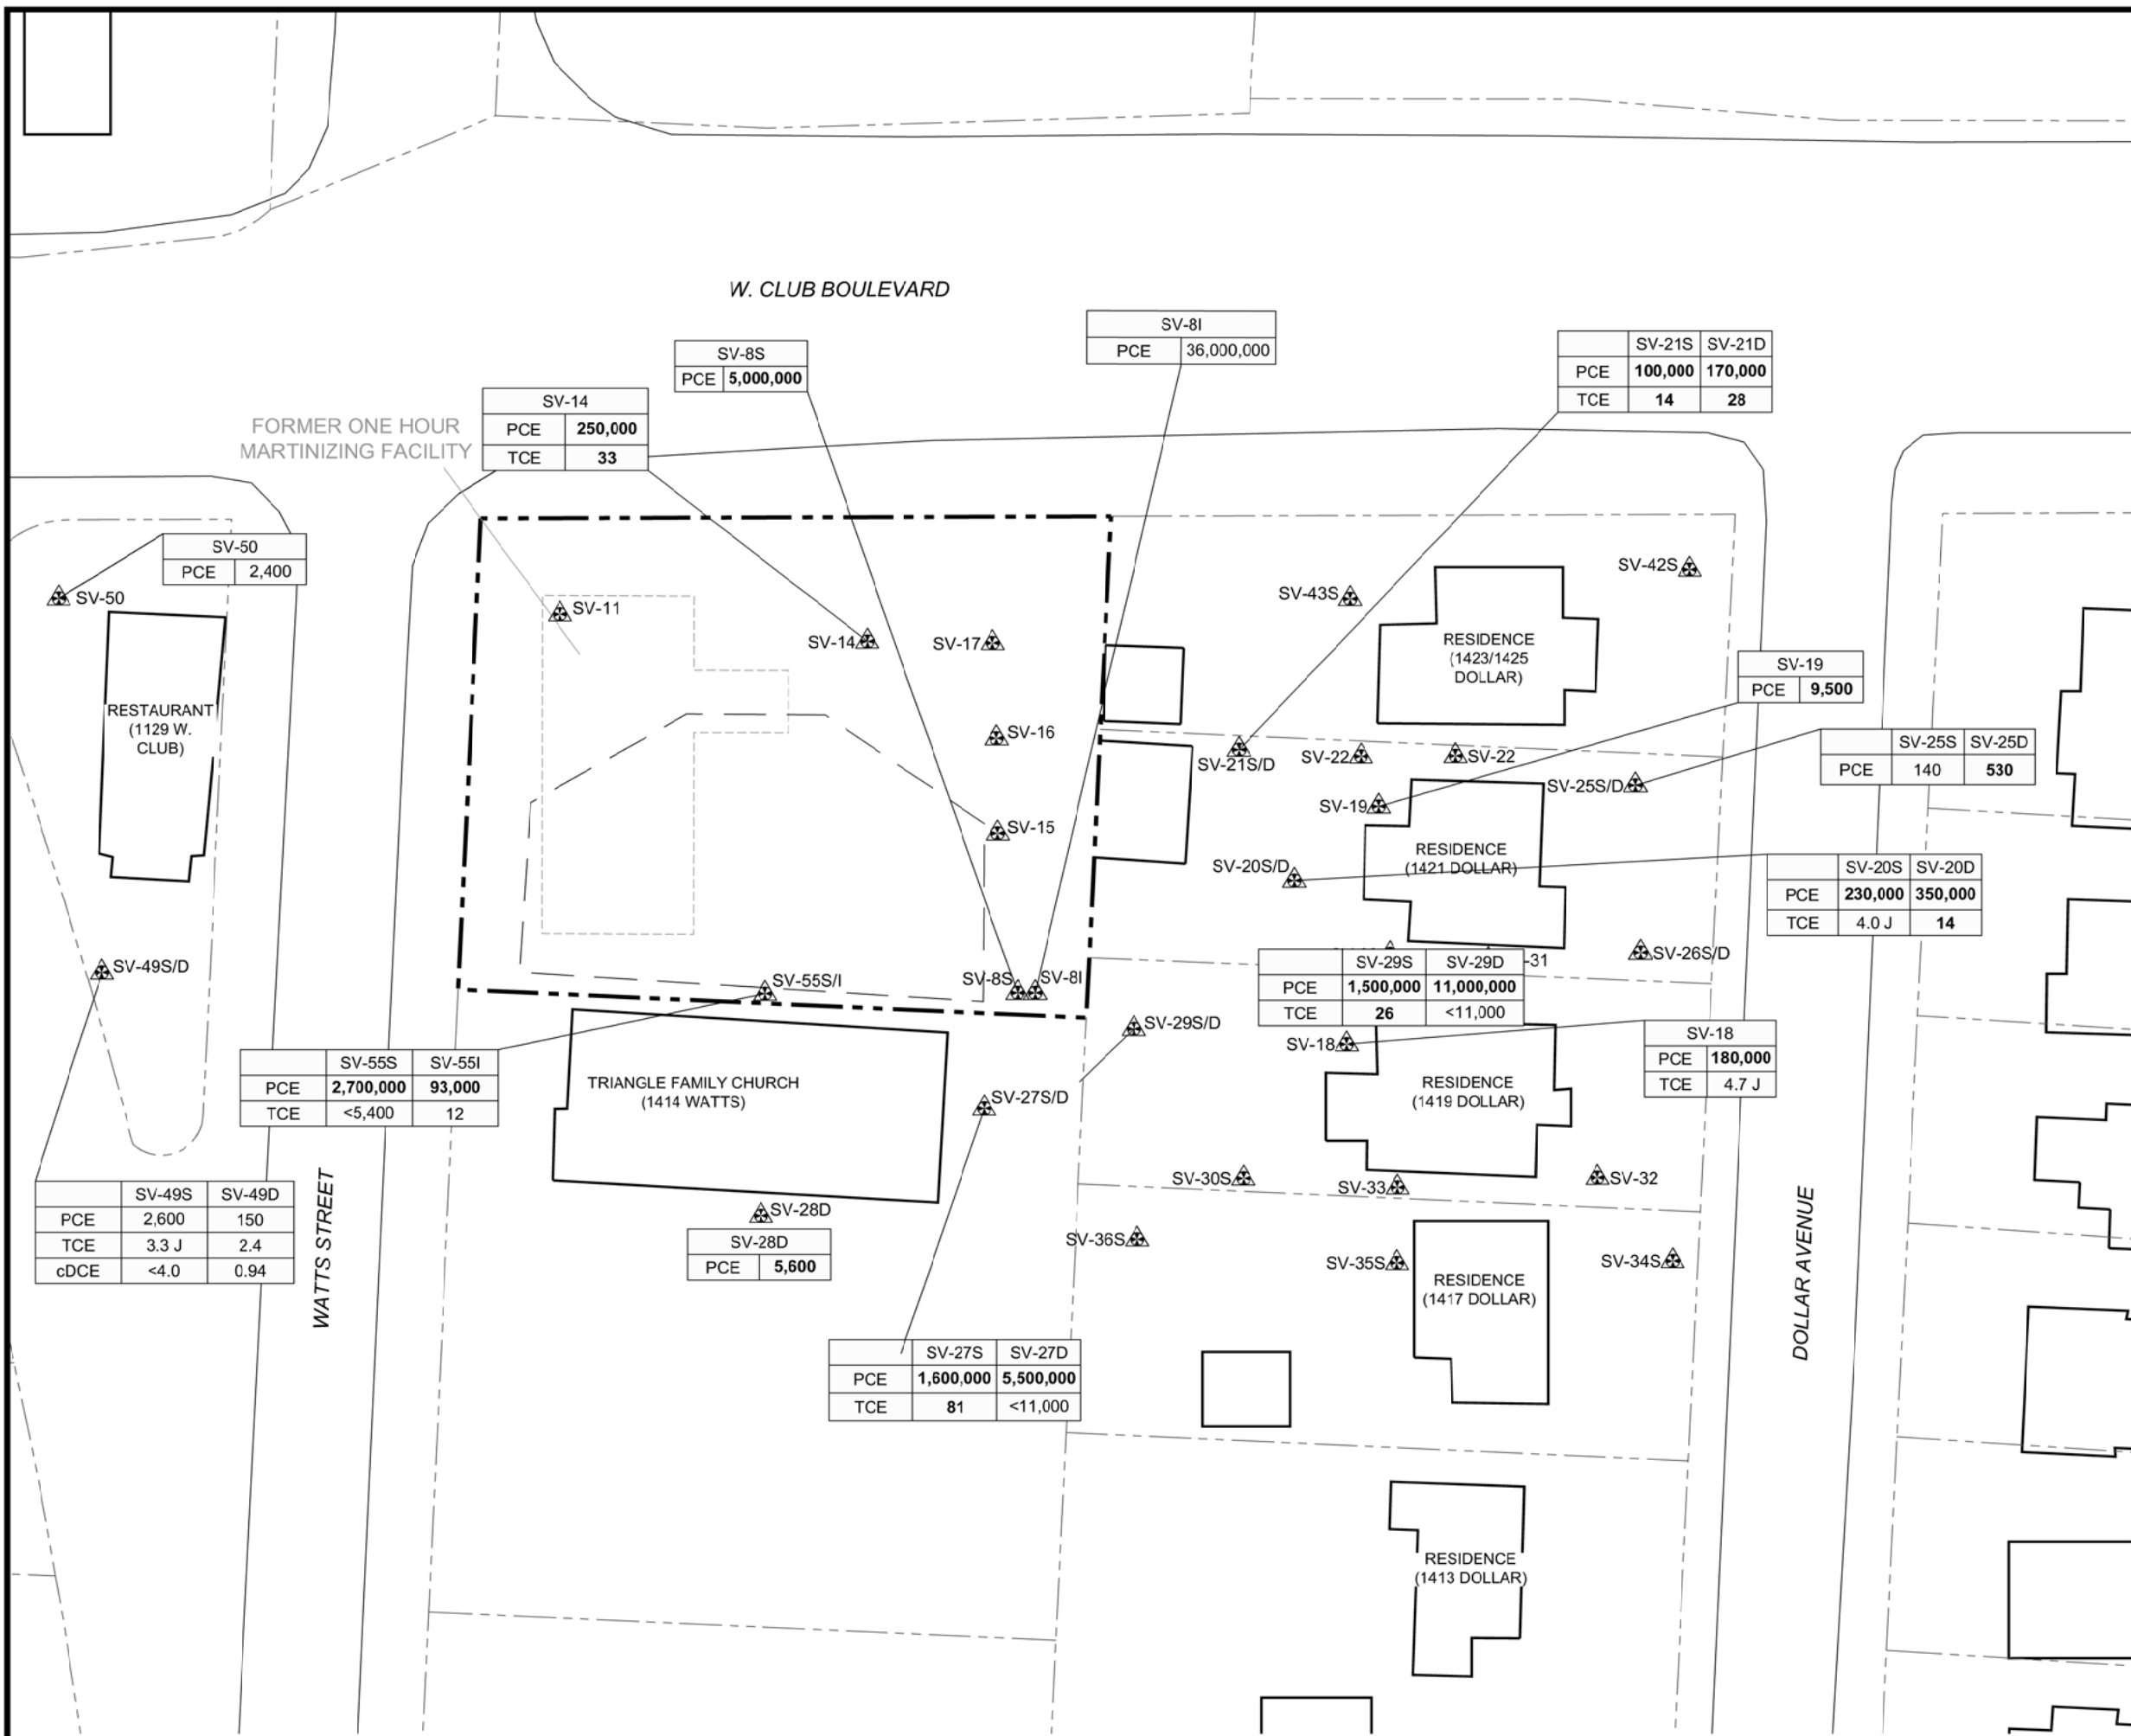 W. CLUB BOULEVARD
SV-8I
PCE 36,000,000
SV-8S
PCE 5,000,000
SV-21S SV-21D
PCE 100,000 170,000
TCE 14 28
SV-14
PCE 250,000
TCE 33
FORMER ONE HOUR
MARTINIZING FACILITY
SV-50
PCE 2,400
SV-50
SV-11
SV-14
SV-17
SV-43S
SV-42S
RESIDENCE
(1423/1425
DOLLAR)
SV-19
PCE 9,500
RESTAURANT
(1129 W.
CLUB)
SV-16
SV-21S/D
SV-22
SV-22
SV-25S/D
SV-25S SV-25D
PCE 140 530
SV-19
SV-15
RESIDENCE
(1421 DOLLAR)
SV-20S/D
SV-20S SV-20D
PCE 230,000 350,000
TCE 4.0 J 14
SV-49S/D
SV-55S/I
SV-8S
SV-8I
-31
SV-26S/D
SV-29S SV-29D
PCE 1,500,000 11,000,000
TCE 26 <11,000
SV-29S/D
SV-18
SV-18
PCE 180,000
TCE 4.7 J
SV-55S SV-55I
PCE 2,700,000 93,000
TCE <5,400 12
TRIANGLE FAMILY CHURCH
(1414 WATTS)
SV-27S/D
RESIDENCE
(1419 DOLLAR)
SV-30S
SV-33
SV-32
SV-49S SV-49D
PCE 2,600 150
TCE 3.3 J 2.4
cDCE <4.0 0.94
WATTS STREET
SV-28D
SV-28D
PCE 5,600
SV-36S
SV-35S
SV-34S
RESIDENCE
(1417 DOLLAR)
DOLLAR AVENUE
SV-27S SV-27D
PCE 1,600,000 5,500,000
TCE 81 <11,000
RESIDENCE
(1413 DOLLAR)